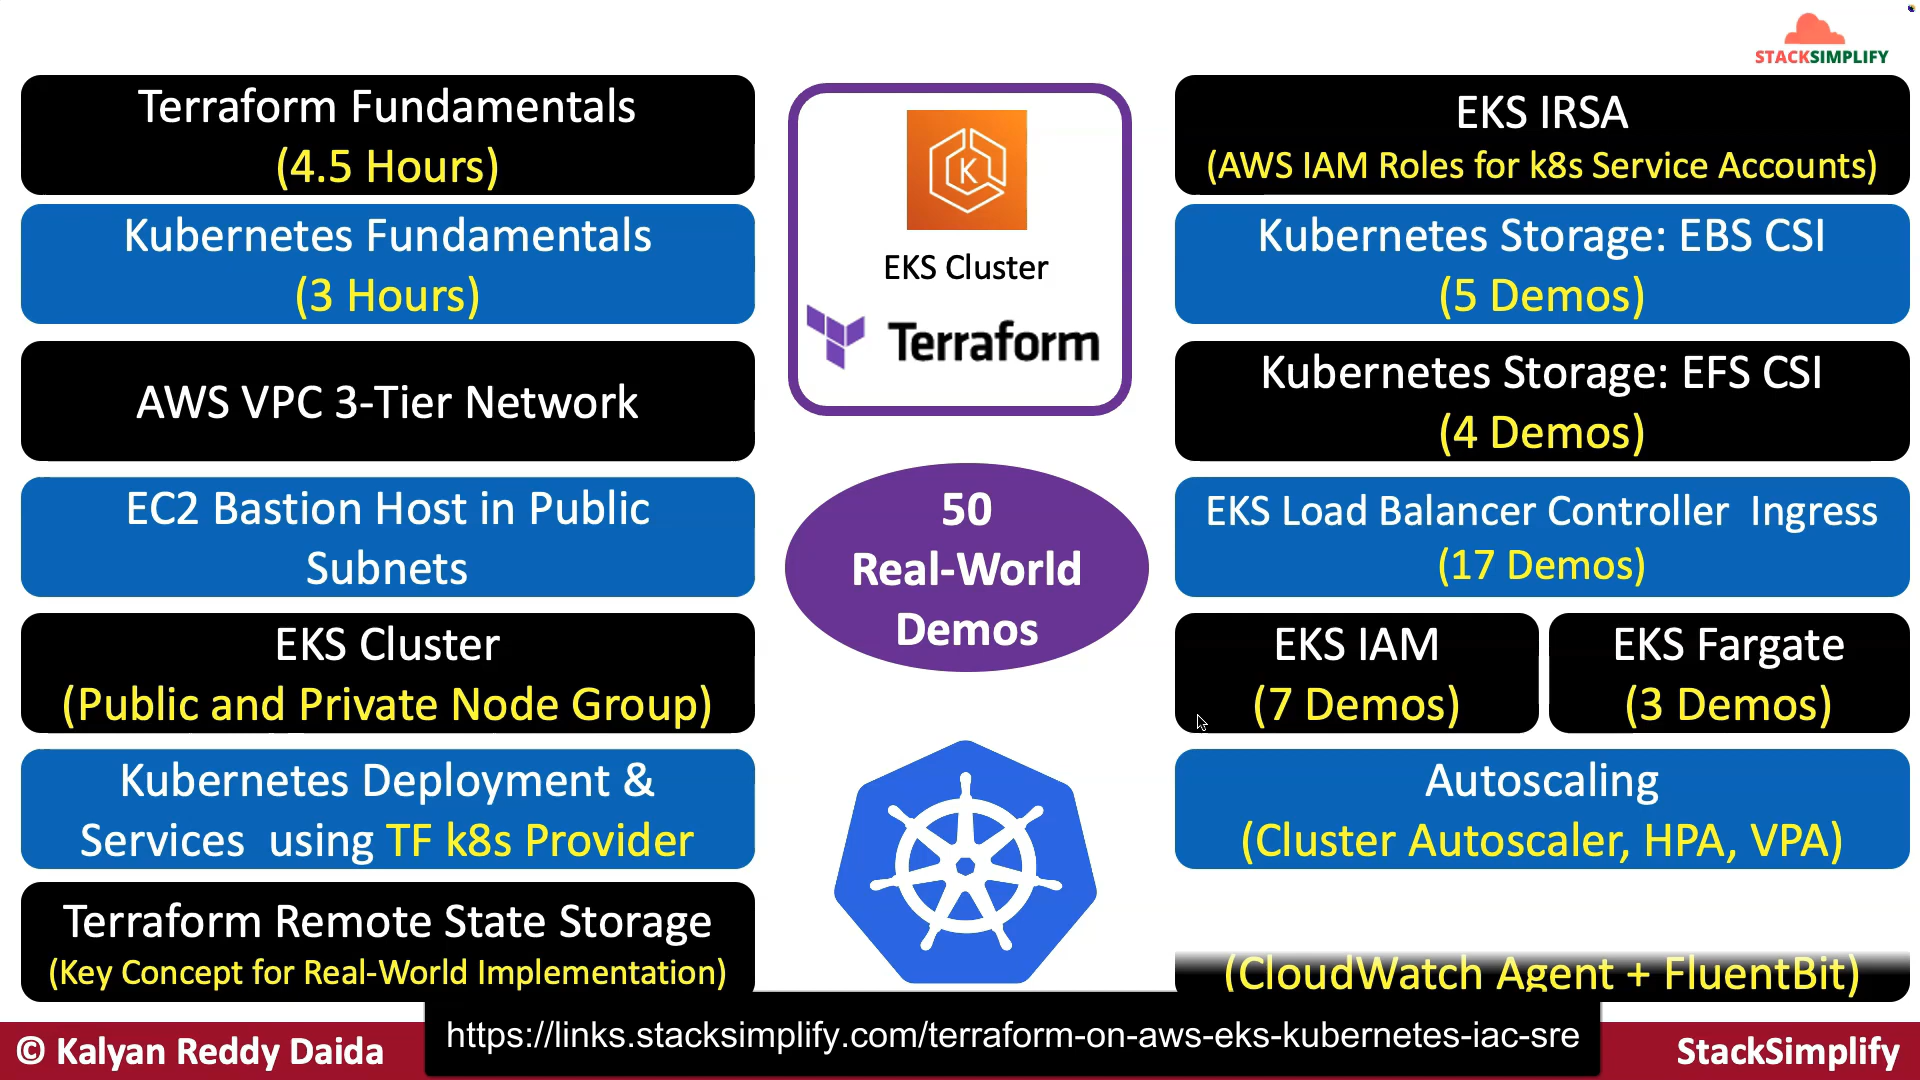 STACKSIMPLIFY
Terraform Fundamentals
(4.5 Hours)
Kubernetes Fundamentals
(3 Hours)
AWS VPC 3-Tier Network
EC2 Bastion Host in Public
Subnets
EKS Cluster
(Public and Private Node Group)
Kubernetes Deployment &
Services using TF k8s Provider
Terraform Remote State Storage
(Key Concept for Real-World Implementation)
K
EKS Cluster
Terraform
50
Real-World
Demos
EKS IRSA
(AWS IAM Roles for k8s Service Accounts)
Kubernetes Storage: EBS CSI
(5 Demos)
Kubernetes Storage: EFS CSI
(4 Demos)
EKS Load Balancer Controller Ingress
(17 Demos)
EKS IAM
(7 Demos)
EKS Fargate
(3 Demos)
Autoscaling
(Cluster Autoscaler, HPA, VPA)
(CloudWatch Agent + FluentBit)
© Kalyan Reddy Daida
https://links.stacksimplify.com/terraform-on-aws-eks-kubernetes-iac-sre
StackSimplify